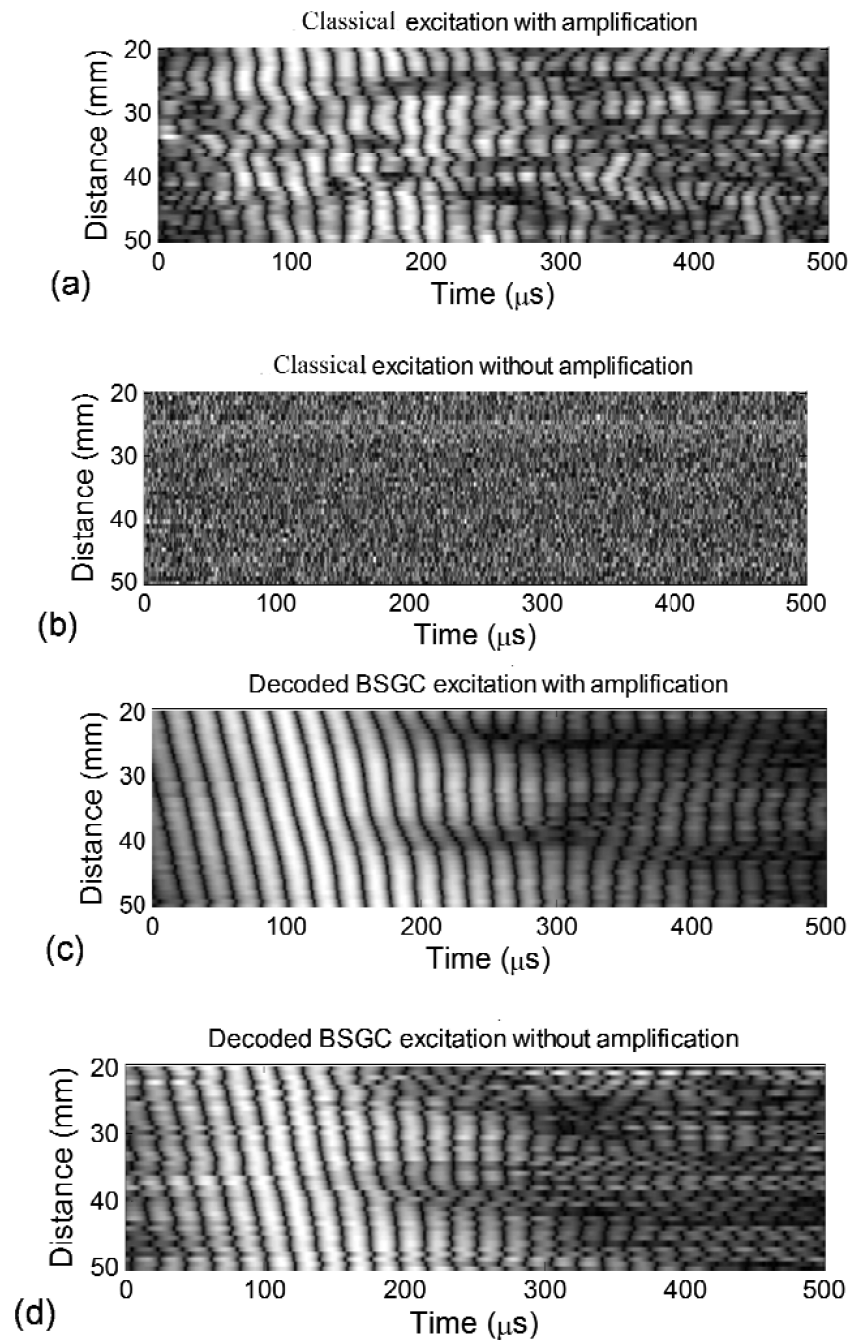 Classical excitation with amplification
20
30
40
50
Distance (mm)
0 100 200 300 400 500
Time (μs)
(a)
Classical excitation without amplification
20
30
40
50
Distance (mm)
0 100 200 300 400 500
Time (μs)
(b)
Decoded BSGC excitation with amplification
20
30
40
50
Distance (mm)
0 100 200 300 400 500
Time (μs)
(c)
Decoded BSGC excitation without amplification
20
30
40
50
Distance (mm)
0 100 200 300 400 500
Time (μs)
(d)